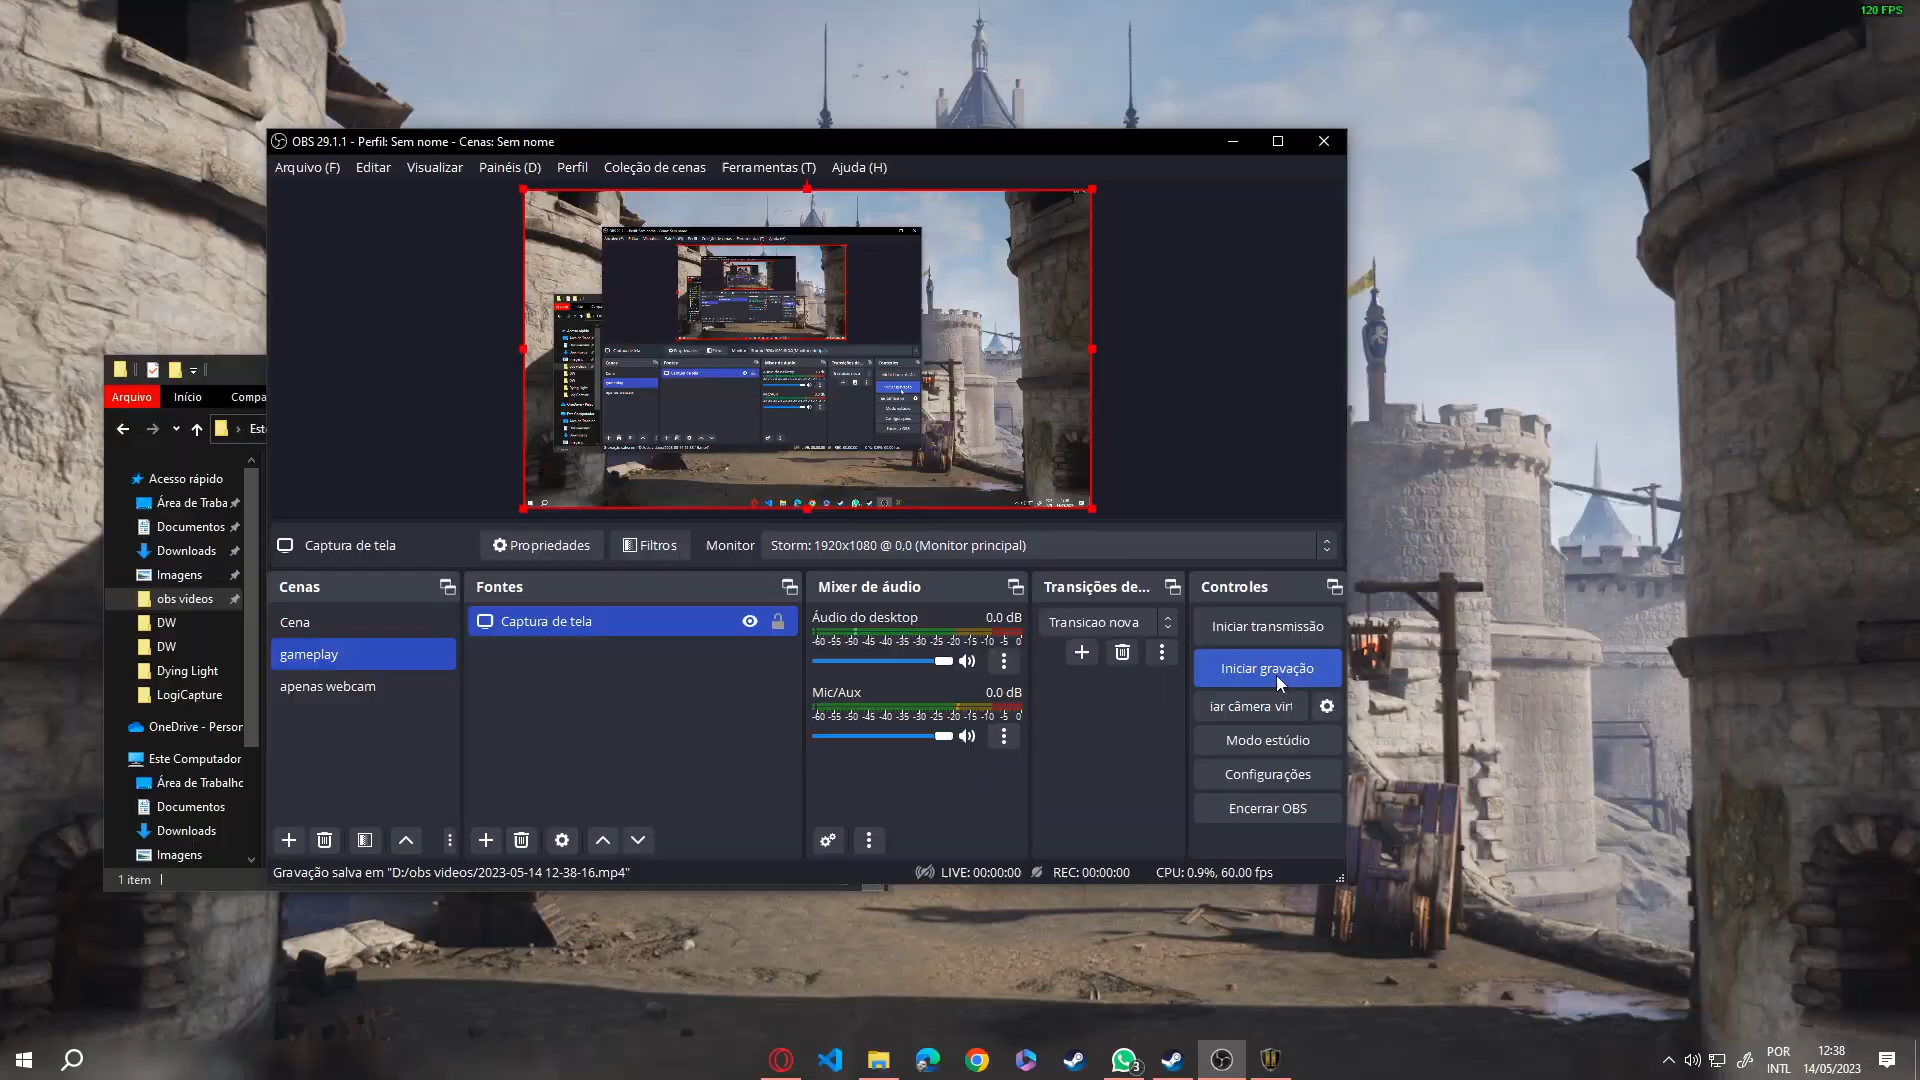 120 FPS
OBS 29.1.1 - Perfil: Sem nome - Cenas: Sem nome
Arquivo (F) Editar Visualizar Painéis (D) Perfil Coleção de cenas Ferramentas (T) Ajuda (H)
Arquivo Início Compa
Est
Acesso rápido
Área de Traba
Documentos
Downloads
Imagens
obs videos
DW
DW
Dying Light
LogiCapture
OneDrive - Person
Este Computador
Área de Trabalho
Documentos
Downloads
Imagens
1 item
Captura de tela Propriedades Filtros Monitor Storm: 1920x1080 @ 0,0 (Monitor principal)
Cenas
Cena
gameplay
apenas webcam
Fontes
Captura de tela
Mixer de áudio
Áudio do desktop 0.0 dB
-60 -55 -50 -45 -40 -35 -30 -25 -20 -15 -10 -5 0
Mic/Aux 0.0 dB
-60 -55 -50 -45 -40 -35 -30 -25 -20 -15 -10 -5 0
Transições de...
Transicao nova
Controles
Iniciar transmissão
Iniciar gravação
iar câmera virt
Modo estúdio
Configurações
Encerrar OBS
Gravação salva em "D:/obs videos/2023-05-14 12-38-16.mp4"
LIVE: 00:00:00 REC: 00:00:00 CPU: 0.9%, 60.00 fps
3
POR
INTL
12:38
14/05/2023